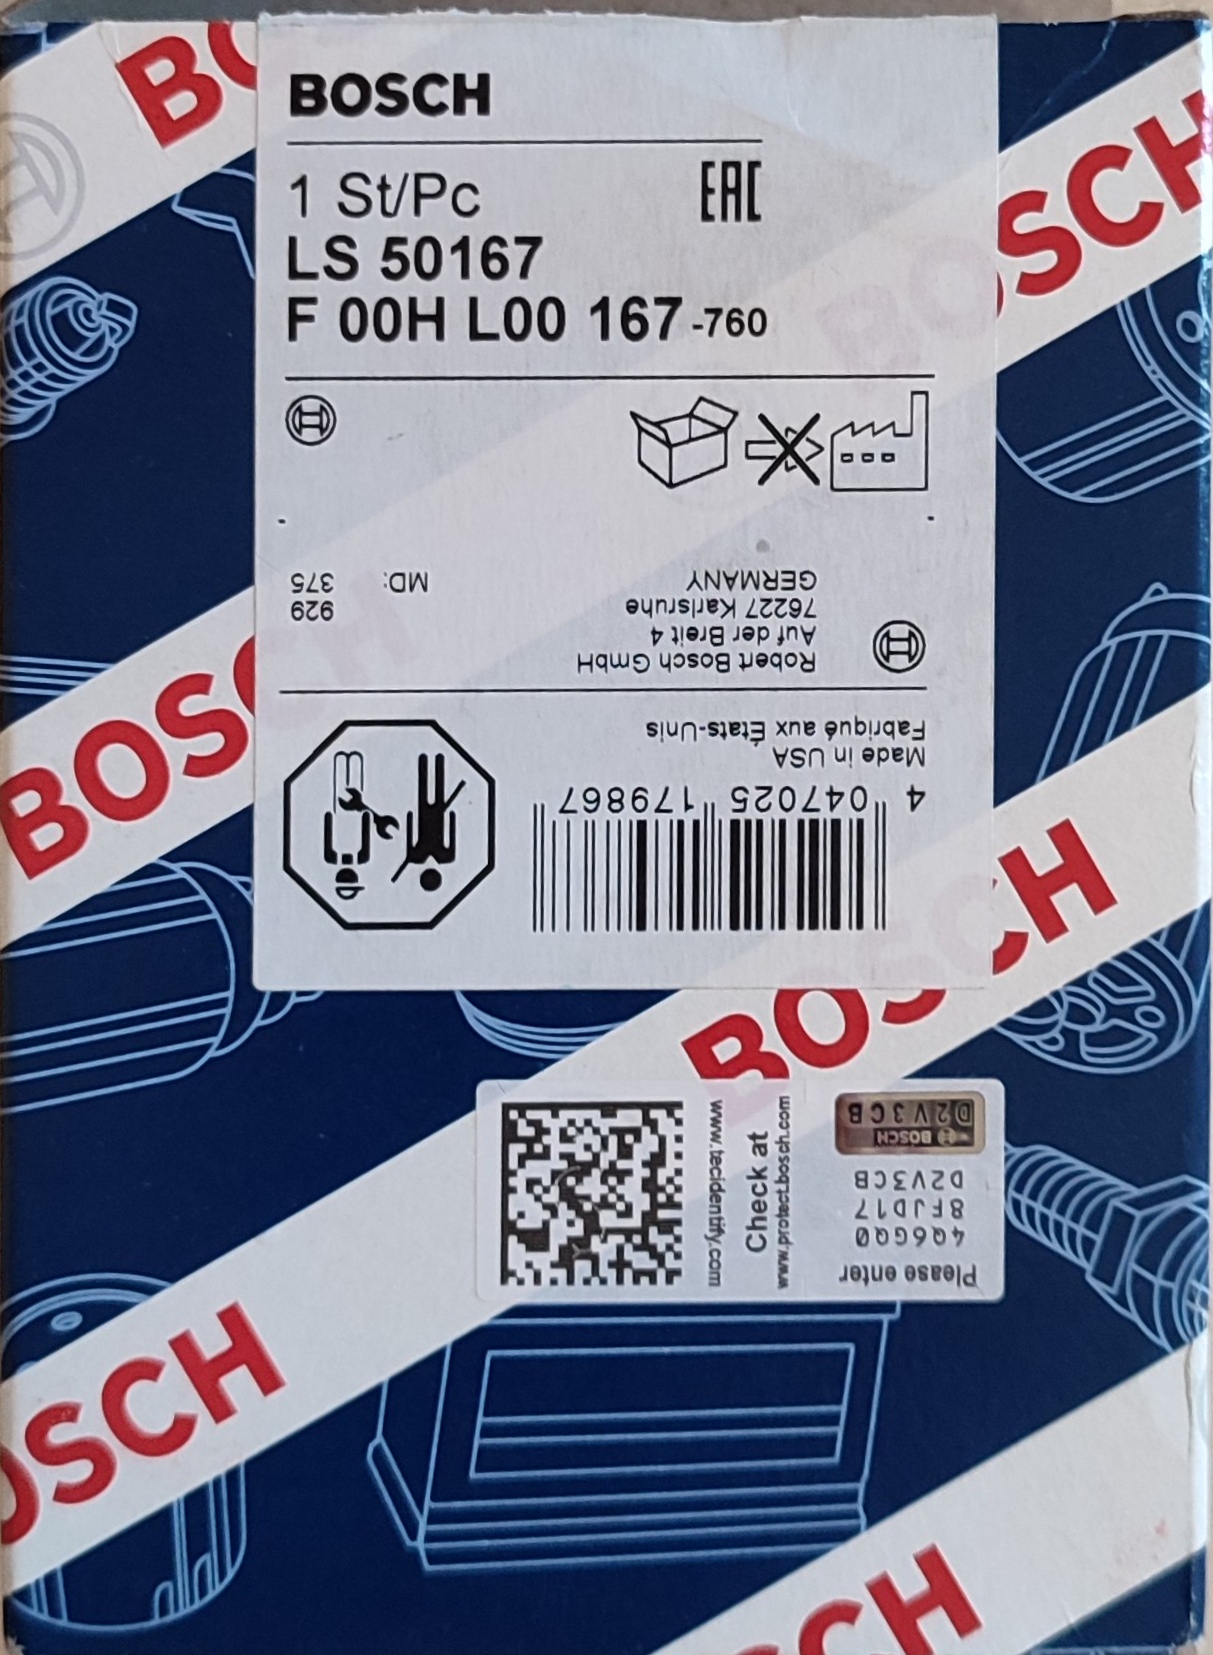 BOSCH
1 St/Pc
EAC
LS 50167
F 00H L00 167 -760
Made in USA
Fabriqué aux États-Unis
4 047025 179867
Robert Bosch GmbH
Auf der Breit 4
76227 Karlsruhe
GERMANY
MD:
929
375
BOSCH
BOSCH
BOSCH
BOSCH
OSCH
BOSCH
www.tecidentify.com
Check at
www.protect.bosch.com
Please enter
4Q6GQ0
8FJD17
D2V3CB
BOSCH
D2V3CB